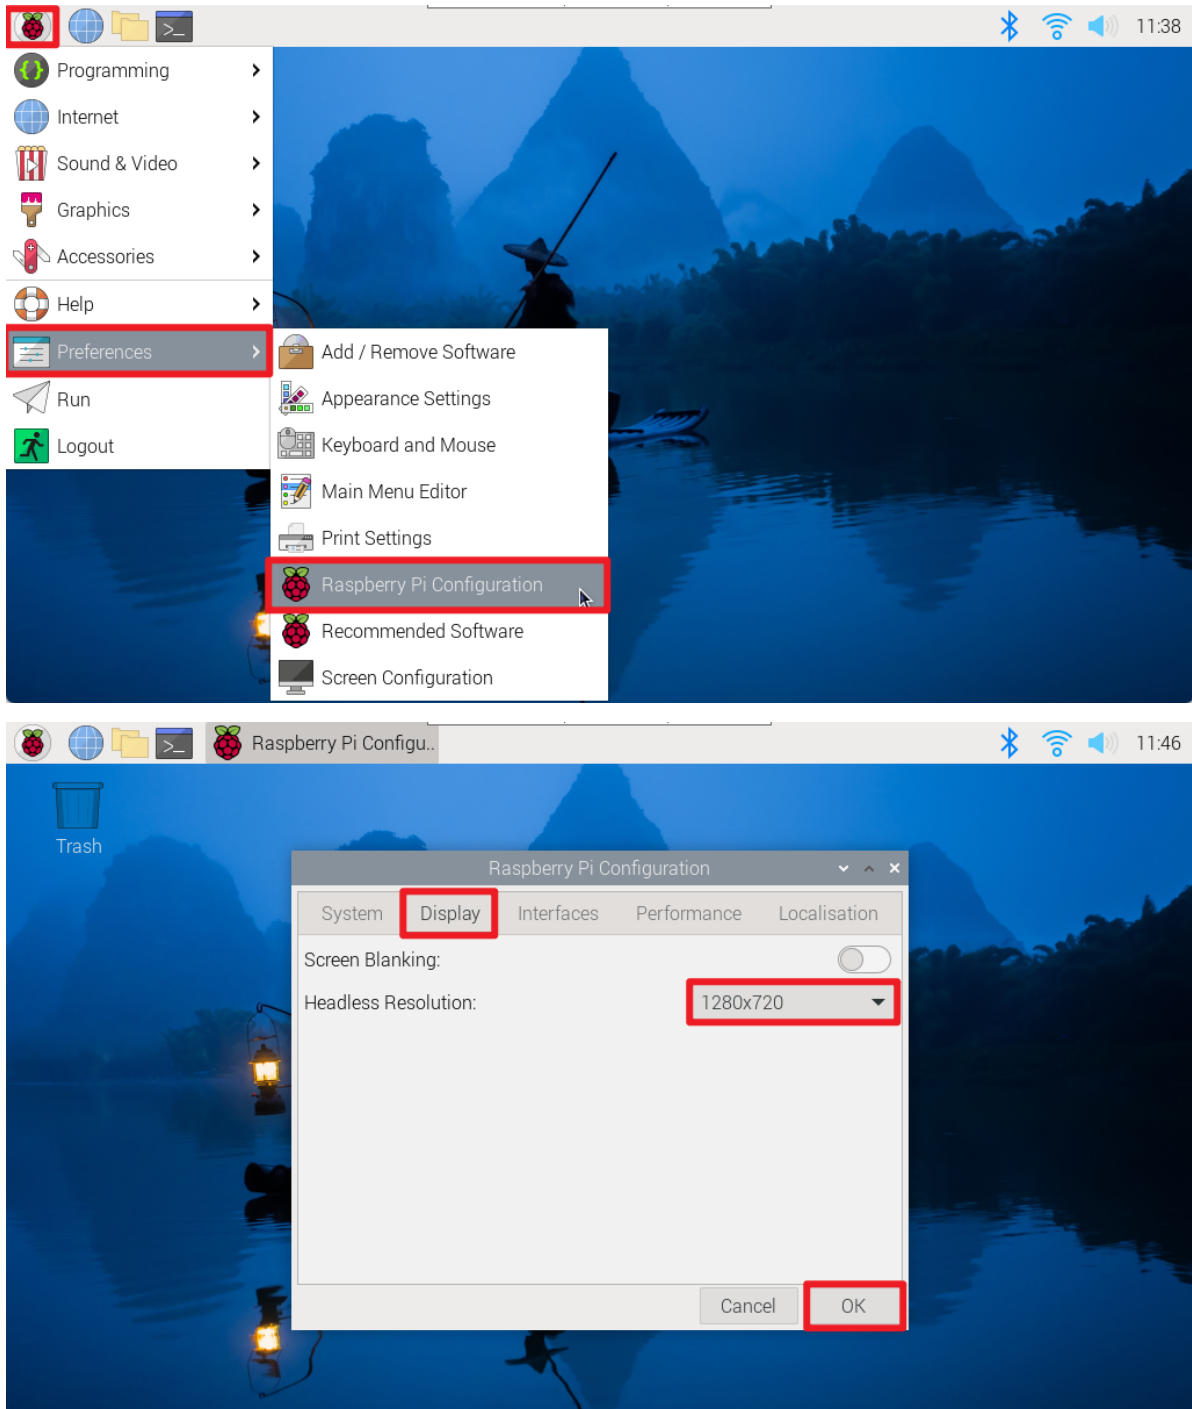 11:38
Programming
Internet
Sound & Video
Graphics
Accessories
Help
Preferences
Run
Logout
Add / Remove Software
Appearance Settings
Keyboard and Mouse
Main Menu Editor
Print Settings
Raspberry Pi Configuration
Recommended Software
Screen Configuration
Raspberry Pi Configu..
11:46
Trash
Raspberry Pi Configuration
System Display Interfaces Performance Localisation
Screen Blanking:
Headless Resolution: 1280x720
Cancel OK